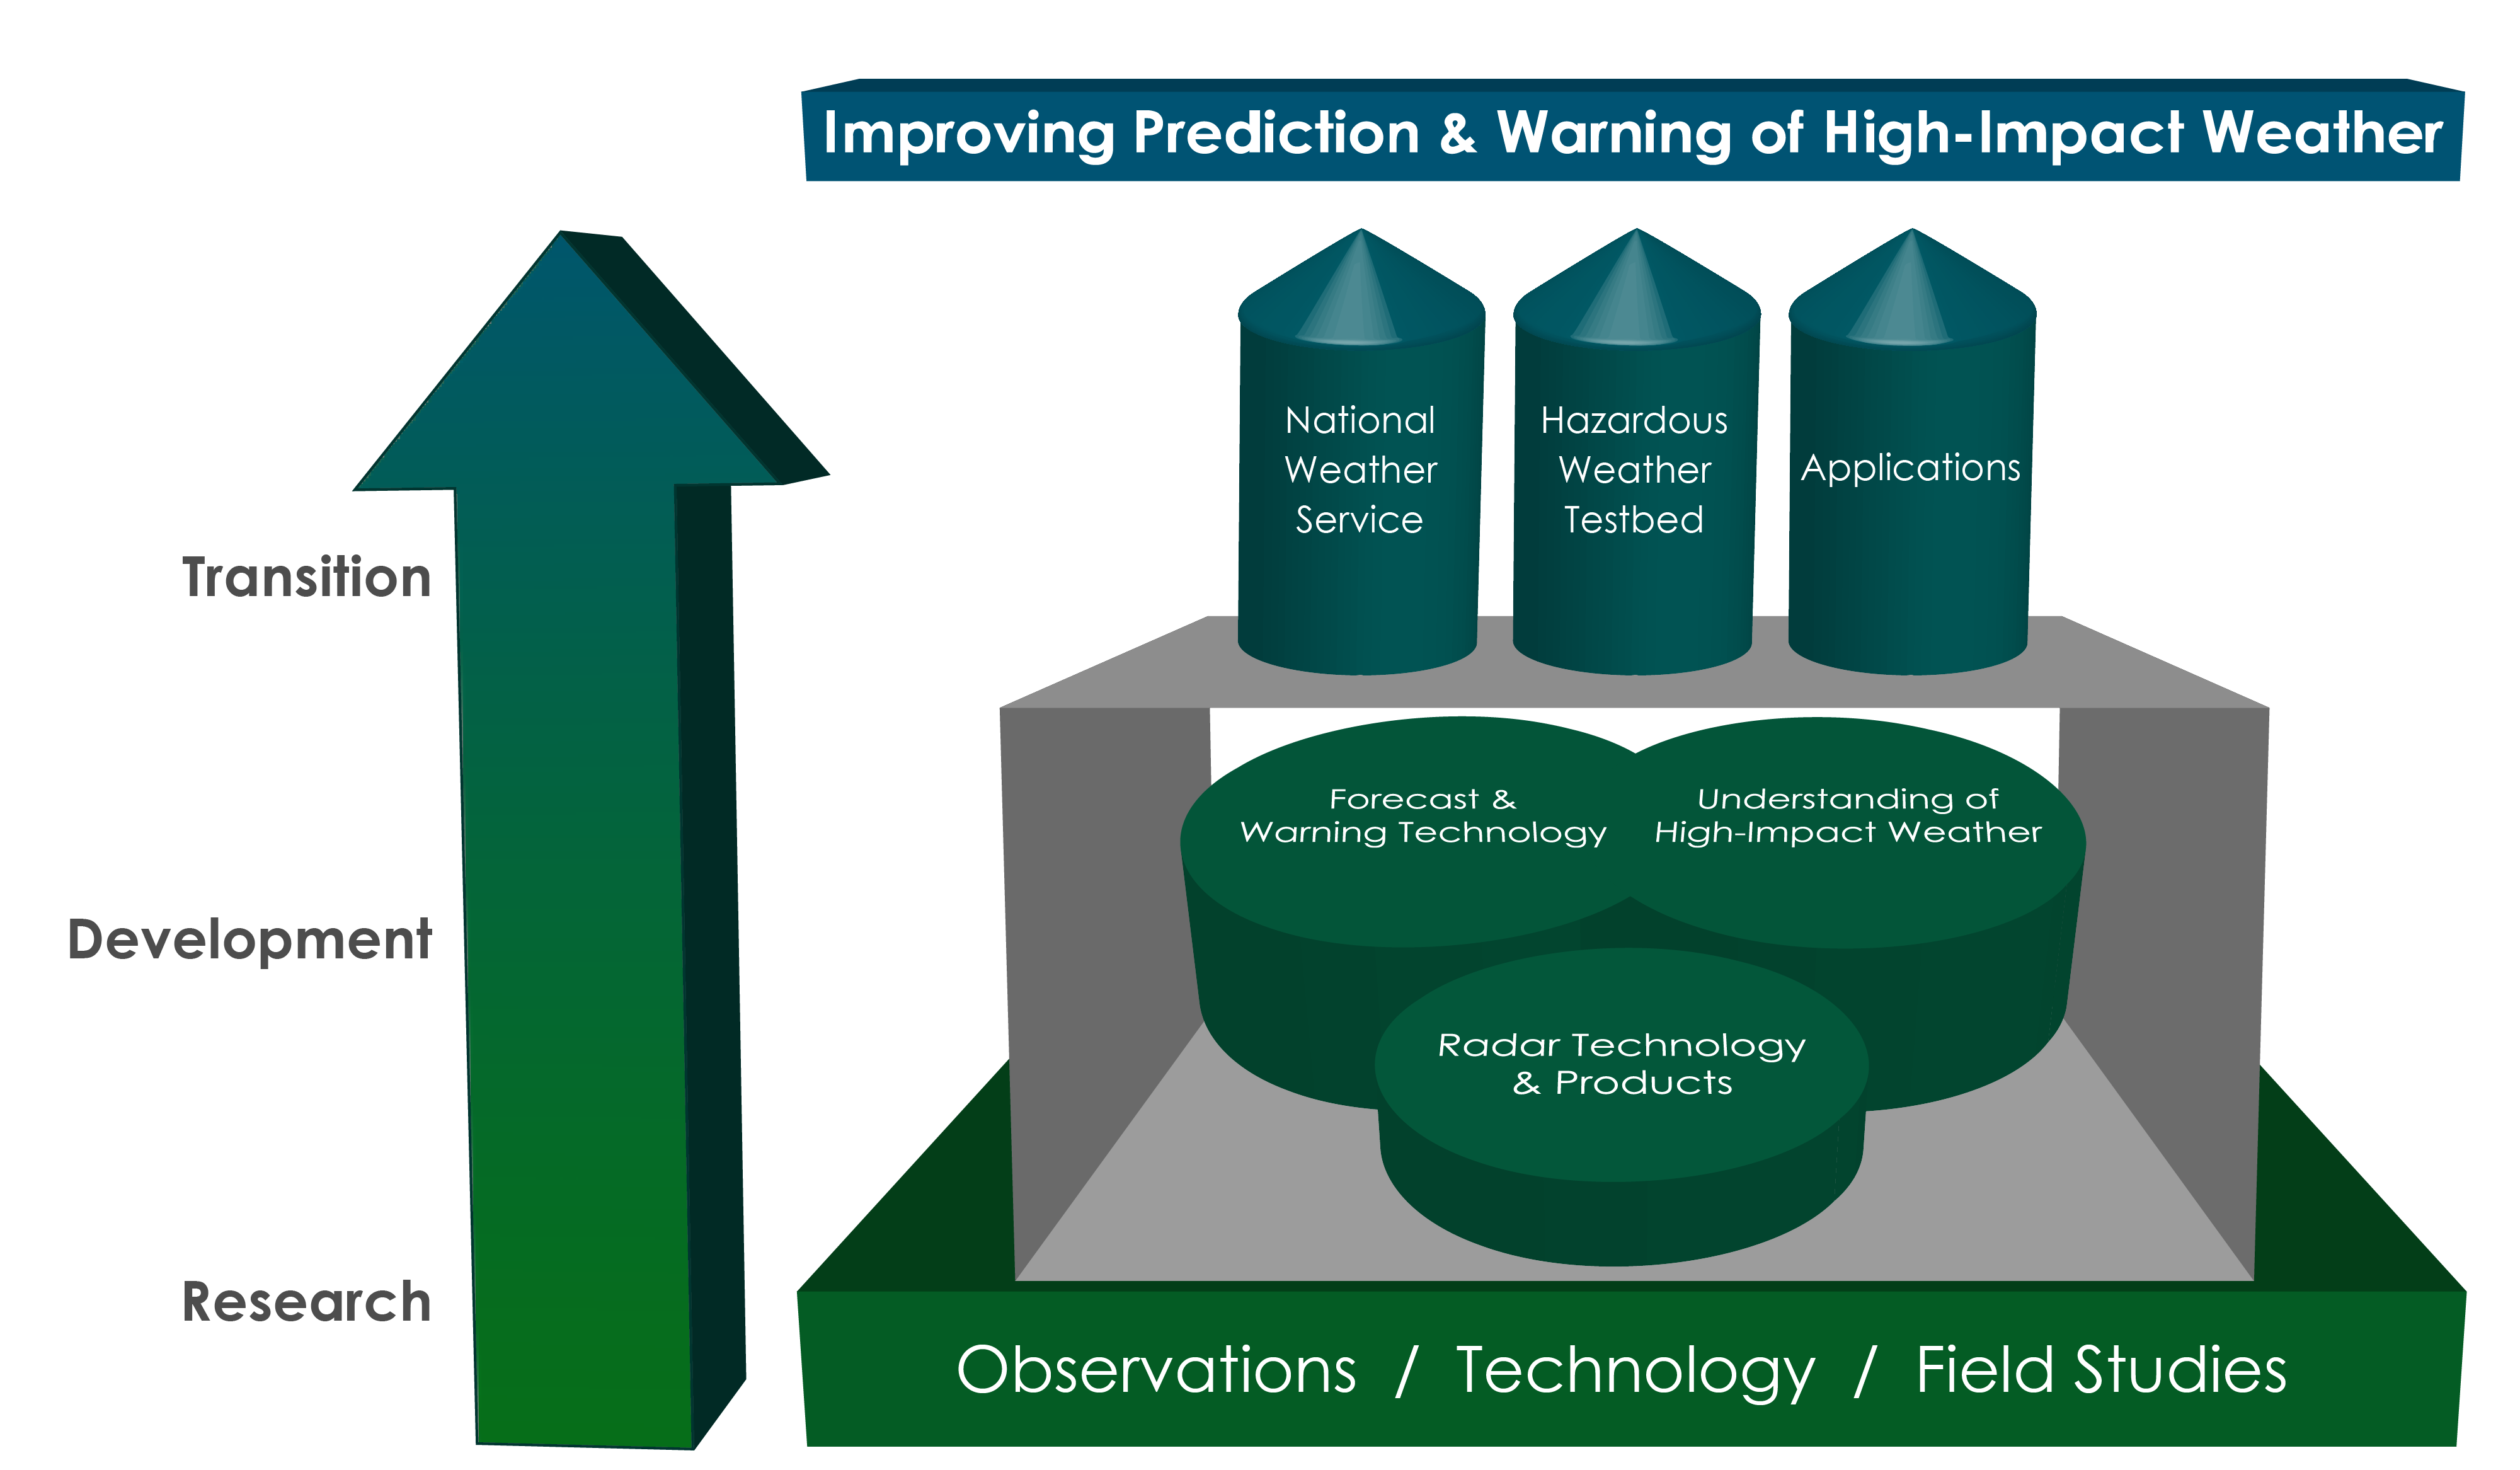 Improving Prediction & Warning of High-Impact Weather
National
Weather
Service
Hazardous
Weather
Testbed
Applications
Transition
Forecast &
Warning Technology
Understanding of
High-Impact Weather
Development
Radar Technology
& Products
Research
Observations / Technology / Field Studies